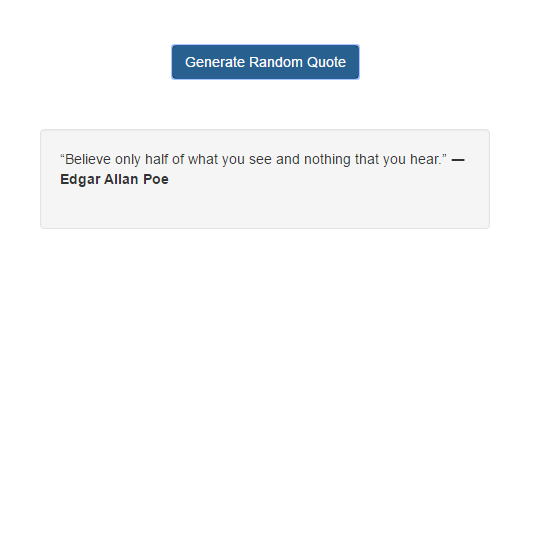 Generate Random Quote
“Believe only half of what you see and nothing that you hear.” —
Edgar Allan Poe